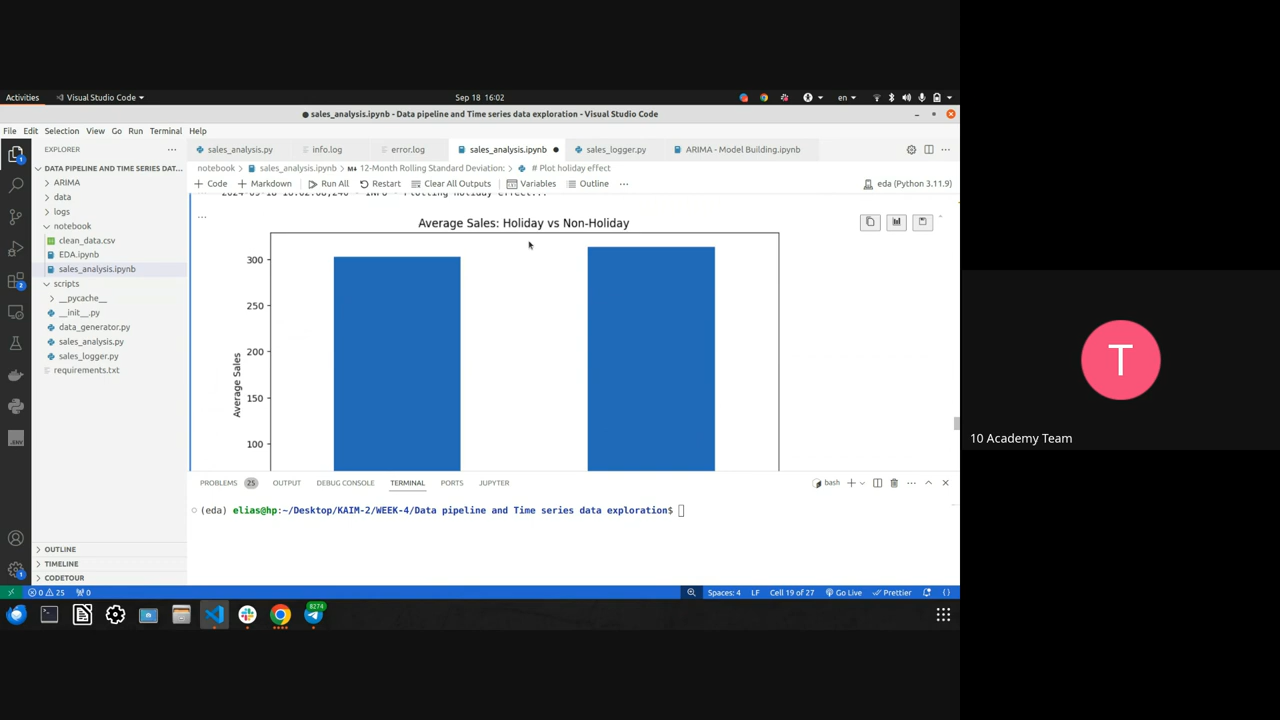 Activities
Visual Studio Code
Sep 18 16:02
en
sales_analysis.ipynb - Data pipeline and Time series data exploration - Visual Studio Code
File Edit Selection View Go Run Terminal Help
EXPLORER
sales_analysis.py
info.log
error.log
sales_analysis.ipynb
sales_logger.py
ARIMA - Model Building.ipynb
DATA PIPELINE AND TIME SERIES DAT...
notebook > sales_analysis.ipynb > 12-Month Rolling Standard Deviation: > # Plot holiday effect
+ Code + Markdown Run All Restart Clear All Outputs Variables Outline ...
eda (Python 3.11.9)
ARIMA
data
logs
notebook
clean_data.csv
EDA.ipynb
sales_analysis.ipynb
scripts
__pycache__
__init__.py
data_generator.py
sales_analysis.py
sales_logger.py
requirements.txt
Average Sales: Holiday vs Non-Holiday
Average Sales
300
250
200
150
100
PROBLEMS 25 OUTPUT DEBUG CONSOLE TERMINAL PORTS JUPYTER
bash
(eda) elias@hp:~/Desktop/KAIM-2/WEEK-4/Data pipeline and Time series data exploration$
OUTLINE
TIMELINE
CODETOUR
0 25 0
Spaces: 4 LF Cell 19 of 27 Go Live Prettier
8274
T
10 Academy Team